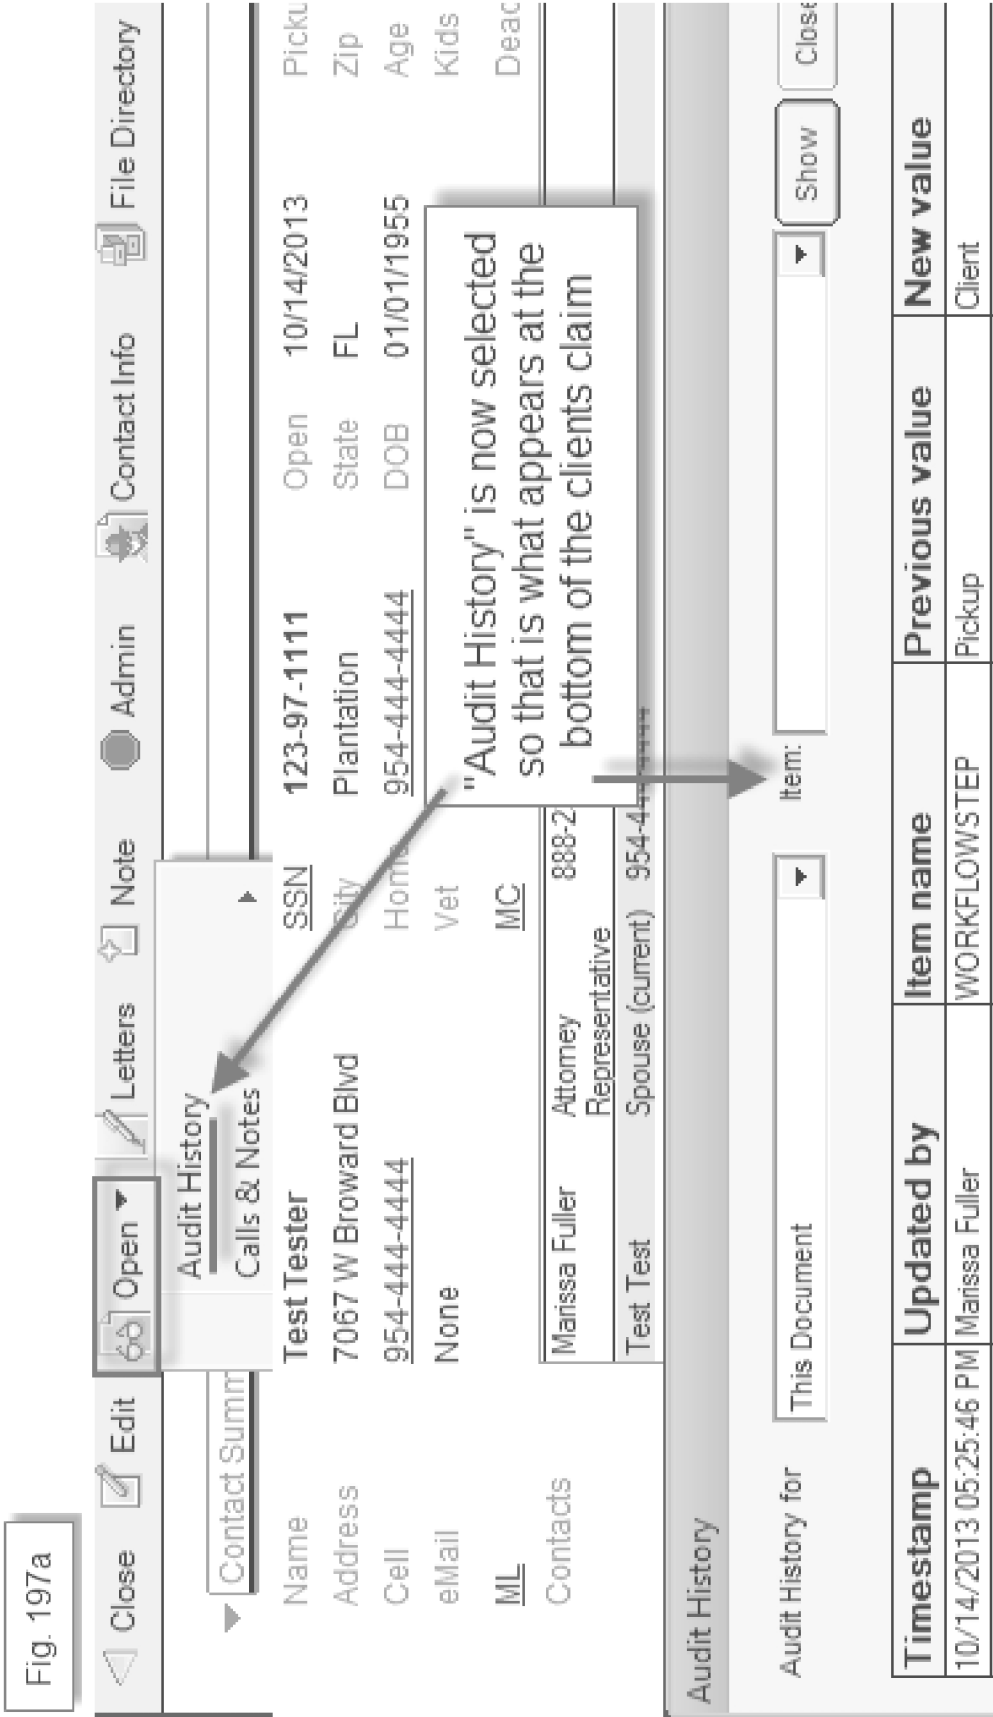 Fig. 197a
Close Edit Open Letters Note Admin Contact Info File Directory
Audit History
Calls & Notes
Contact Summ
Name Test Tester SSN 123-97-1111 Open 10/14/2013 Picku
Address 7067 W Broward Blvd City Plantation State FL Zip
Cell 954-444-4444 Home 954-444-4444 DOB 01/01/1955 Age
eMail None Vet Kids
ML MC Dead
"Audit History" is now selected
so that is what appears at the
bottom of the clients claim
Contacts Marissa Fuller Attorney 888-2
Representative
Test Test Spouse (current) 954-444-4444
Audit History
Audit History for This Document Item: Show Close
Timestamp Updated by Item name Previous value New value
10/14/2013 05:25:46 PM Marissa Fuller WORKFLOWSTEP Pickup Client